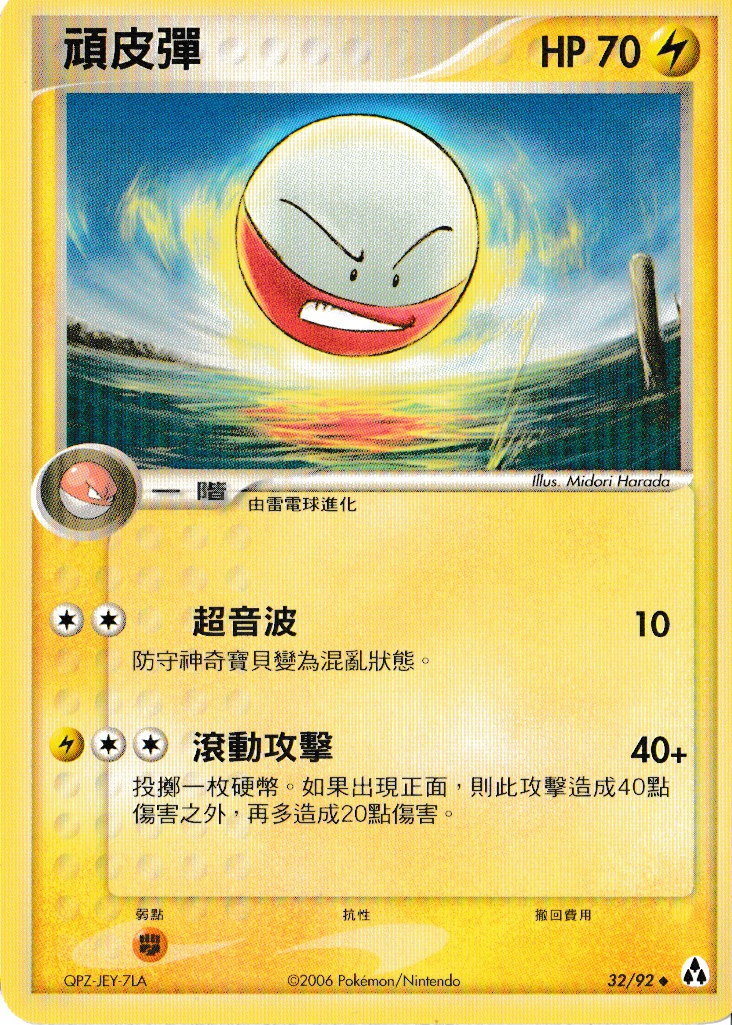 頑皮彈 HP 70
一階
Illus. Midori Harada
由雷電球進化
超音波 10
防守神奇寶貝變為混亂狀態。
滾動攻擊 40+
投擲一枚硬幣。如果出現正面，則此攻擊造成40點
傷害之外，再多造成20點傷害。
弱點 抗性 撤回費用
QPZ-JEY-7LA ©2006 Pokémon/Nintendo 32/92